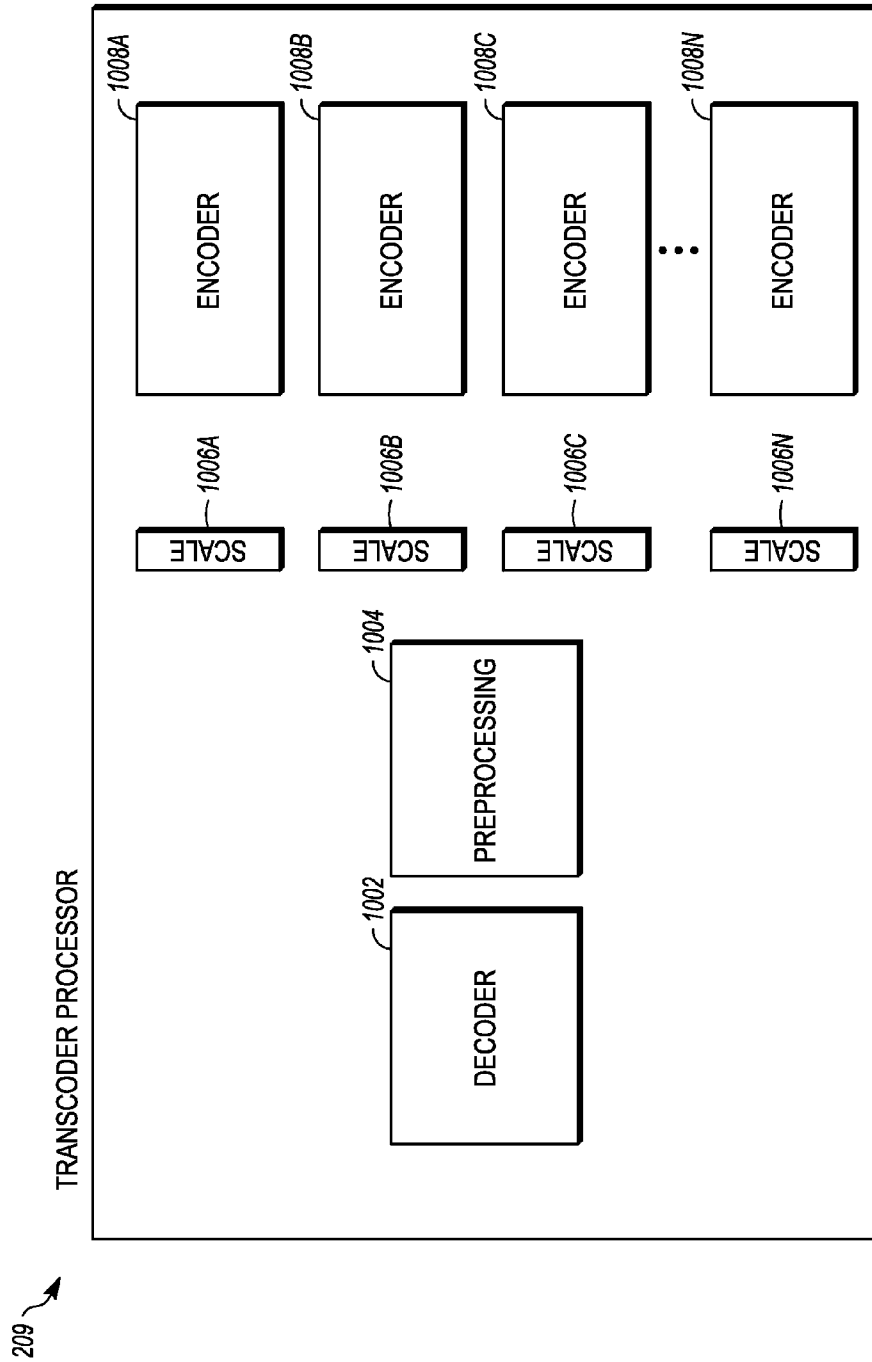 209
TRANSCODER PROCESSOR
1002
DECODER
1004
PREPROCESSING
1006A
SCALE
1006B
SCALE
1006C
SCALE
1006N
SCALE
1008A
ENCODER
1008B
ENCODER
1008C
ENCODER
...
1008N
ENCODER